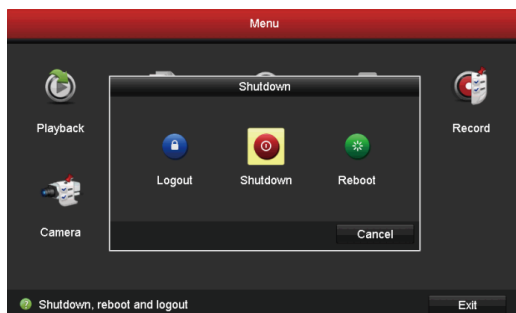 Menu
Shutdown
Playback
Record
Logout Shutdown Reboot
Camera
Cancel
Shutdown, reboot and logout
Exit